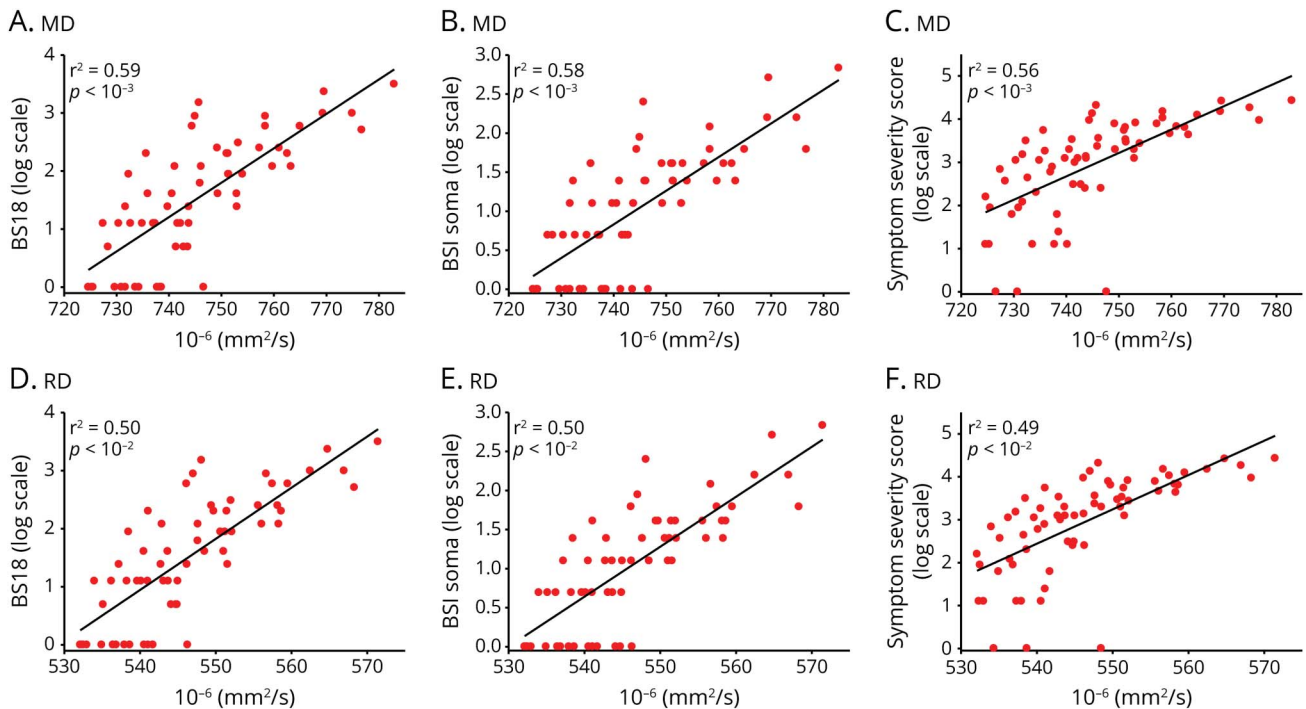 A. MD
r² = 0.59
p < 10⁻³
BS18 (log scale)
4
3
2
1
0
720 730 740 750 760 770 780
10⁻⁶ (mm²/s)
B. MD
r² = 0.58
p < 10⁻³
BSI soma (log scale)
3.0
2.5
2.0
1.5
1.0
0.5
0.0
720 730 740 750 760 770 780
10⁻⁶ (mm²/s)
C. MD
r² = 0.56
p < 10⁻³
Symptom severity score
(log scale)
5
4
3
2
1
0
720 730 740 750 760 770 780
10⁻⁶ (mm²/s)
D. RD
r² = 0.50
p < 10⁻²
BS18 (log scale)
4
3
2
1
0
530 540 550 560 570
10⁻⁶ (mm²/s)
E. RD
r² = 0.50
p < 10⁻²
BSI soma (log scale)
3.0
2.5
2.0
1.5
1.0
0.5
0.0
530 540 550 560 570
10⁻⁶ (mm²/s)
F. RD
r² = 0.49
p < 10⁻²
Symptom severity score
(log scale)
5
4
3
2
1
0
530 540 550 560 570
10⁻⁶ (mm²/s)